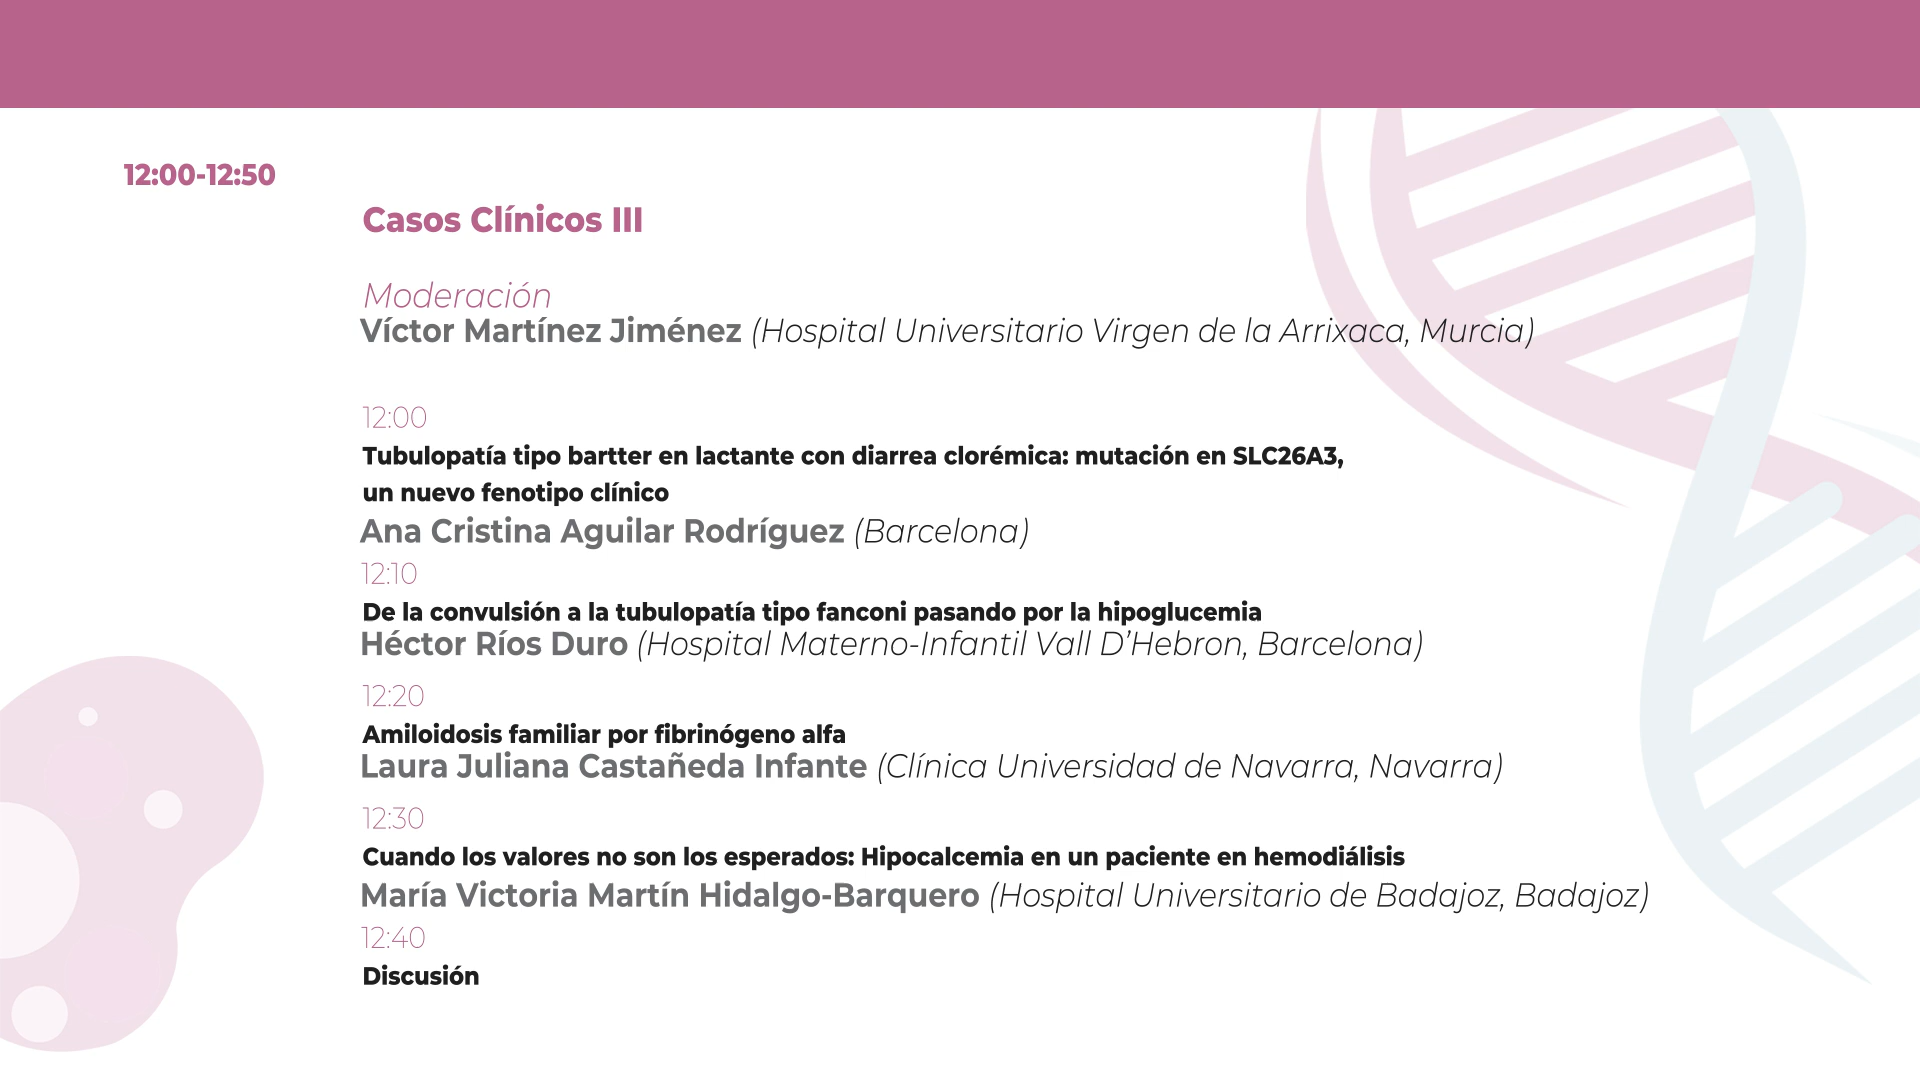 12:00-12:50
Casos Clínicos III
Moderación
Víctor Martínez Jiménez (Hospital Universitario Virgen de la Arrixaca, Murcia)
12:00
Tubulopatía tipo bartter en lactante con diarrea clorémica: mutación en SLC26A3,
un nuevo fenotipo clínico
Ana Cristina Aguilar Rodríguez (Barcelona)
12:10
De la convulsión a la tubulopatía tipo fanconi pasando por la hipoglucemia
Héctor Ríos Duro (Hospital Materno-Infantil Vall D’Hebron, Barcelona)
12:20
Amiloidosis familiar por fibrinógeno alfa
Laura Juliana Castañeda Infante (Clínica Universidad de Navarra, Navarra)
12:30
Cuando los valores no son los esperados: Hipocalcemia en un paciente en hemodiálisis
María Victoria Martín Hidalgo-Barquero (Hospital Universitario de Badajoz, Badajoz)
12:40
Discusión